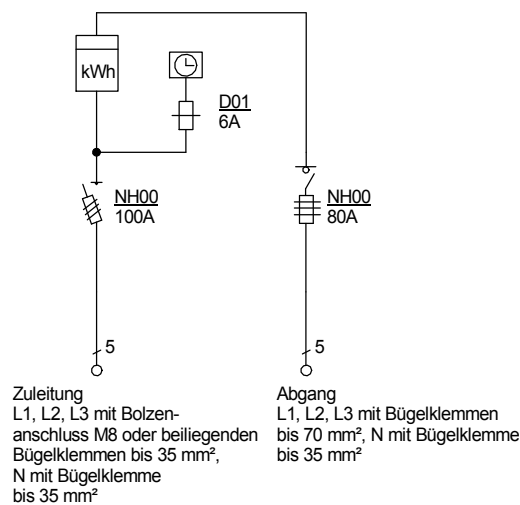 kWh
D01
6A
NH00
100A
NH00
80A
5
5
Zuleitung
L1, L2, L3 mit Bolzen-
anschluss M8 oder beiliegenden
Bügelklemmen bis 35 mm²,
N mit Bügelklemme
bis 35 mm²
Abgang
L1, L2, L3 mit Bügelklemmen
bis 70 mm², N mit Bügelklemme
bis 35 mm²